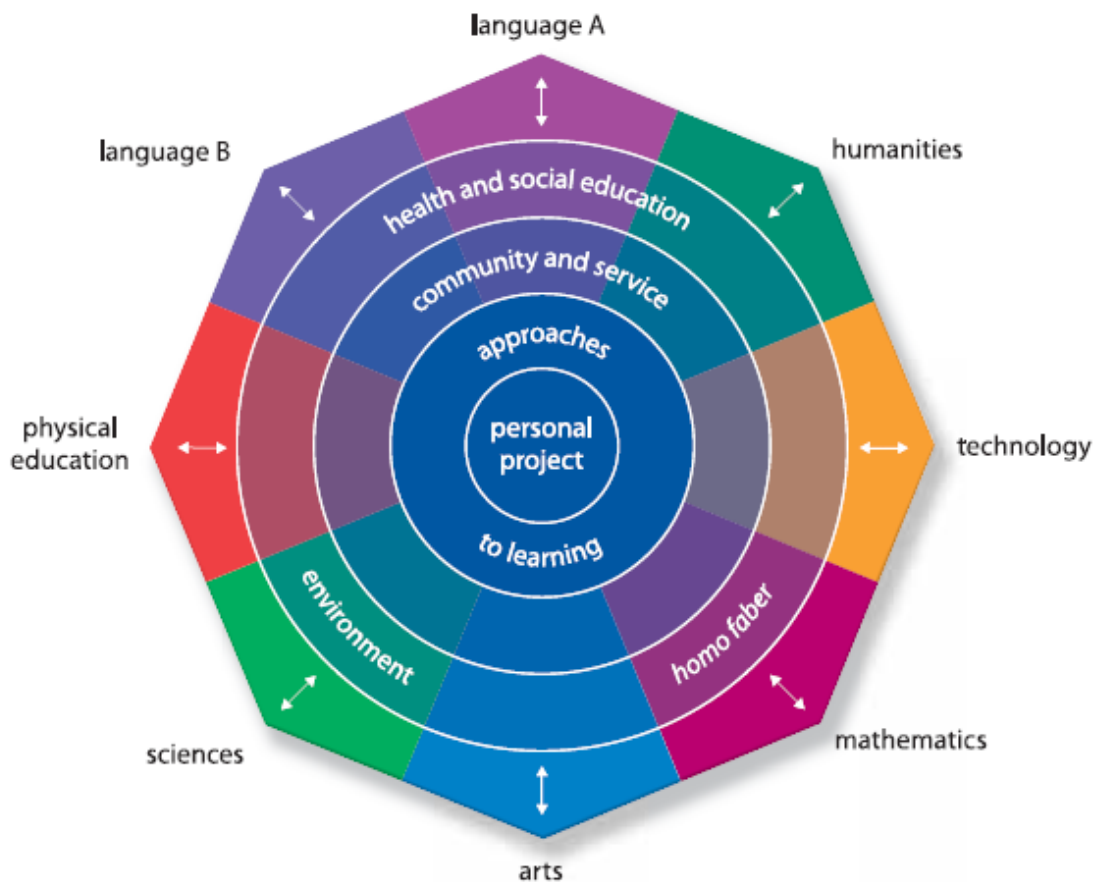 language A
language B
humanities
health and social education
community and service
approaches
personal
project
to learning
physical
education
technology
environment
homo faber
sciences
mathematics
arts